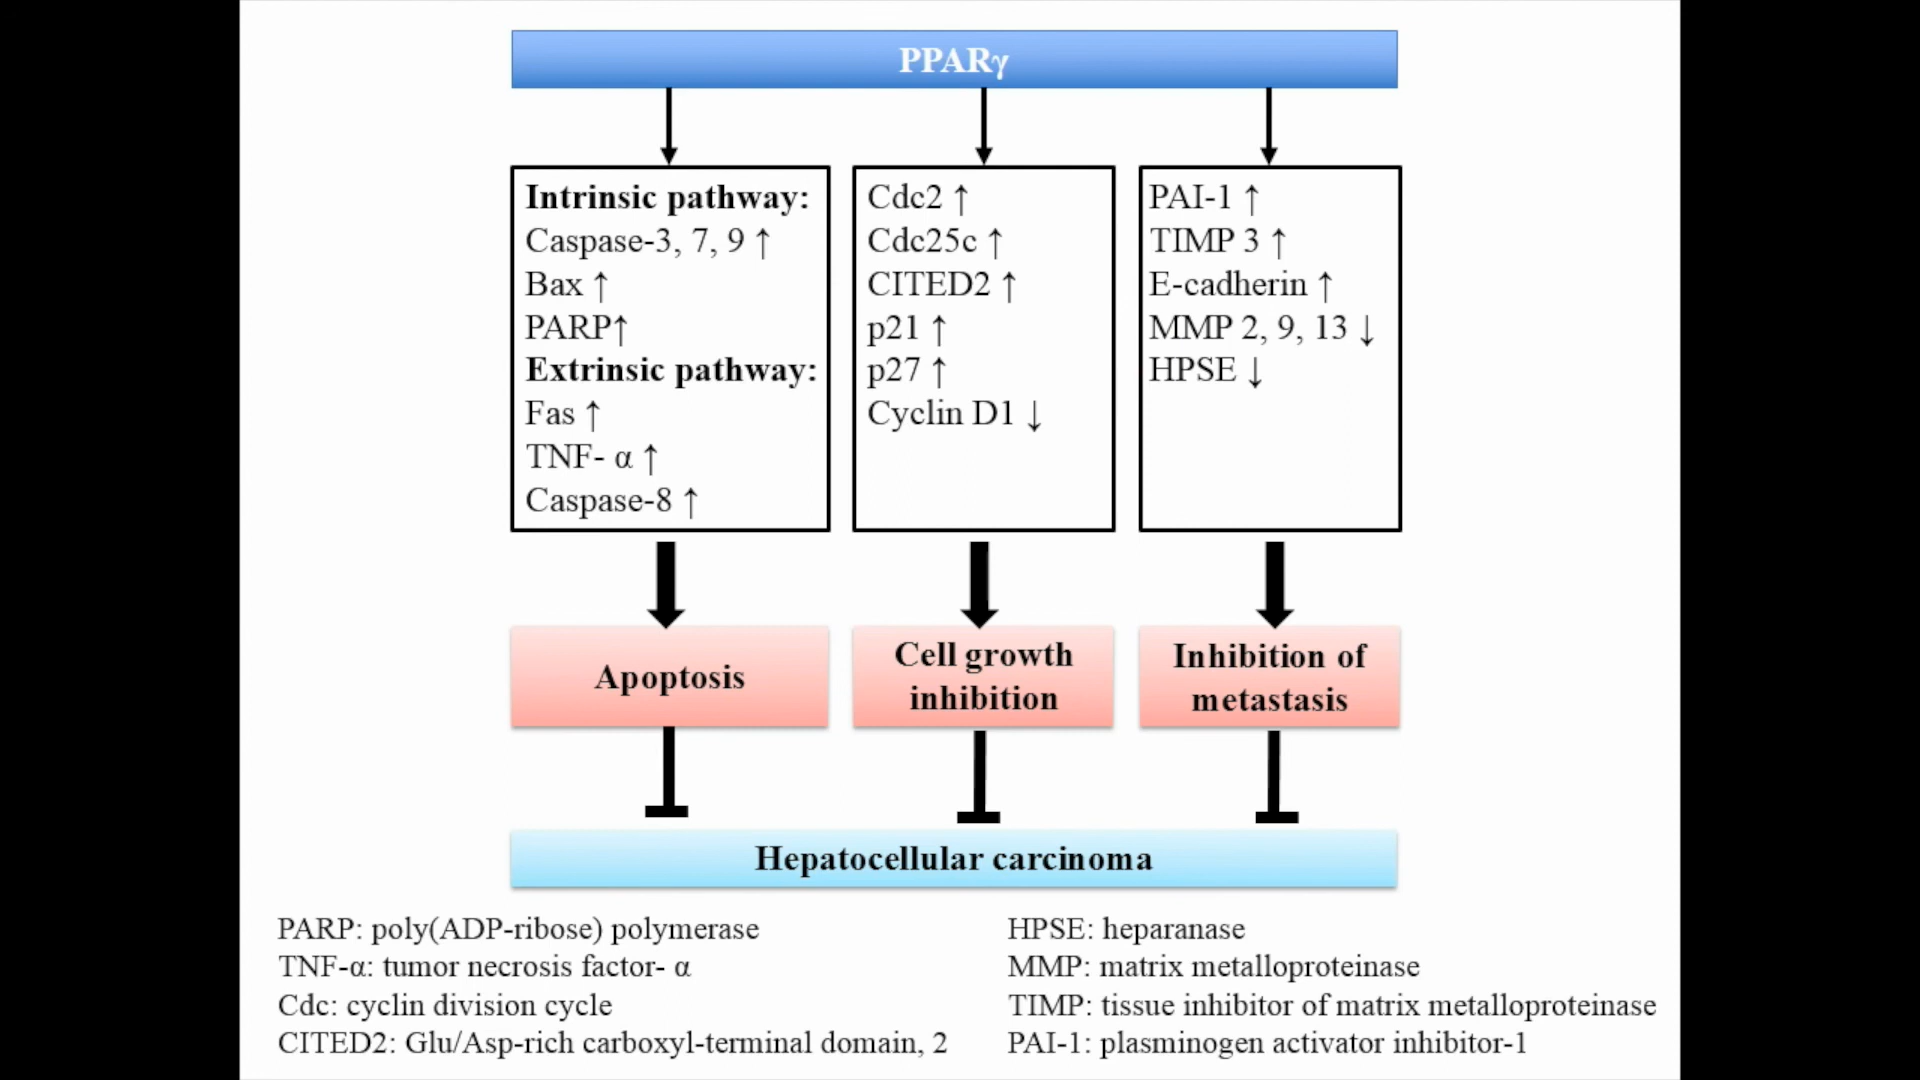 PPARγ
Intrinsic pathway:
Caspase-3, 7, 9 ↑
Bax ↑
PARP↑
Extrinsic pathway:
Fas ↑
TNF- α ↑
Caspase-8 ↑
Cdc2 ↑
Cdc25c ↑
CITED2 ↑
p21 ↑
p27 ↑
Cyclin D1 ↓
PAI-1 ↑
TIMP 3 ↑
E-cadherin ↑
MMP 2, 9, 13 ↓
HPSE ↓
Apoptosis
Cell growth
inhibition
Inhibition of
metastasis
Hepatocellular carcinoma
PARP: poly(ADP-ribose) polymerase
TNF-α: tumor necrosis factor- α
Cdc: cyclin division cycle
CITED2: Glu/Asp-rich carboxyl-terminal domain, 2
HPSE: heparanase
MMP: matrix metalloproteinase
TIMP: tissue inhibitor of matrix metalloproteinase
PAI-1: plasminogen activator inhibitor-1